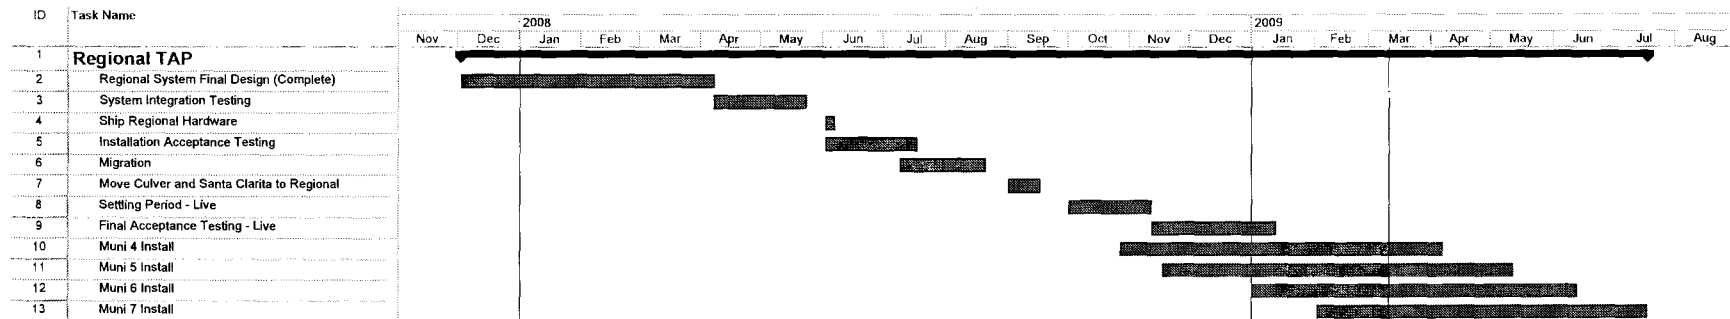 ID Task Name
2008 2009
Nov Dec Jan Feb Mar Apr May Jun Jul Aug Sep Oct Nov Dec Jan Feb Mar Apr May Jun Jul Aug
1 Regional TAP
2 Regional System Final Design (Complete)
3 System Integration Testing
4 Ship Regional Hardware
5 Installation Acceptance Testing
6 Migration
7 Move Culver and Santa Clarita to Regional
8 Settling Period - Live
9 Final Acceptance Testing - Live
10 Muni 4 Install
11 Muni 5 Install
12 Muni 6 Install
13 Muni 7 Install